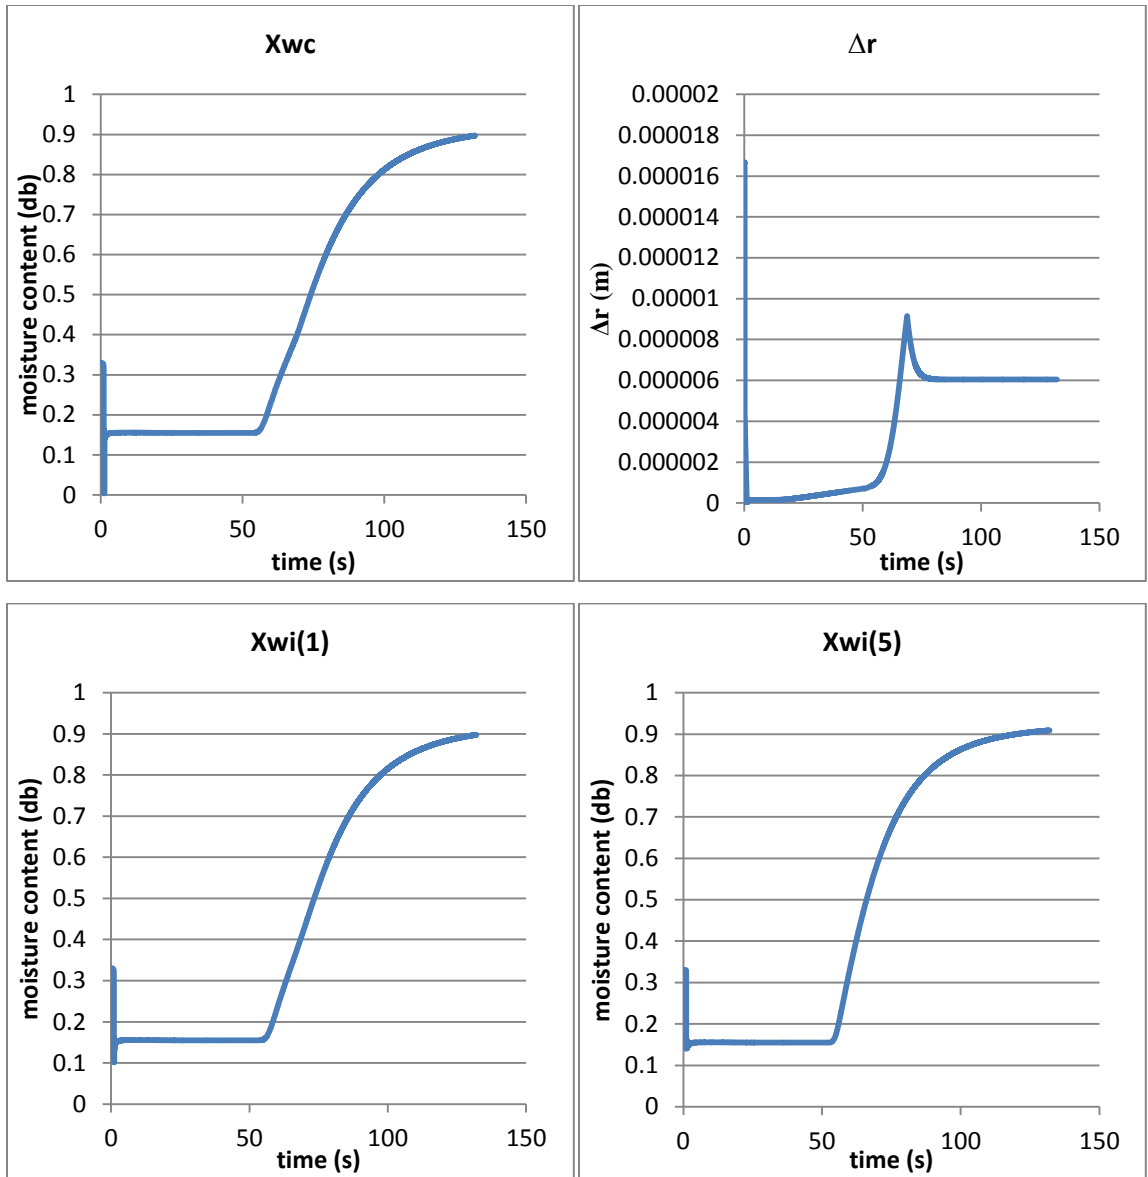 Xwc
moisture content (db)
1
0.9
0.8
0.7
0.6
0.5
0.4
0.3
0.2
0.1
0
0 50 100 150
time (s)
Δr
Δr (m)
0.00002
0.000018
0.000016
0.000014
0.000012
0.00001
0.000008
0.000006
0.000004
0.000002
0
0 50 100 150
time (s)
Xwi(1)
moisture content (db)
1
0.9
0.8
0.7
0.6
0.5
0.4
0.3
0.2
0.1
0
0 50 100 150
time (s)
Xwi(5)
moisture content (db)
1
0.9
0.8
0.7
0.6
0.5
0.4
0.3
0.2
0.1
0
0 50 100 150
time (s)